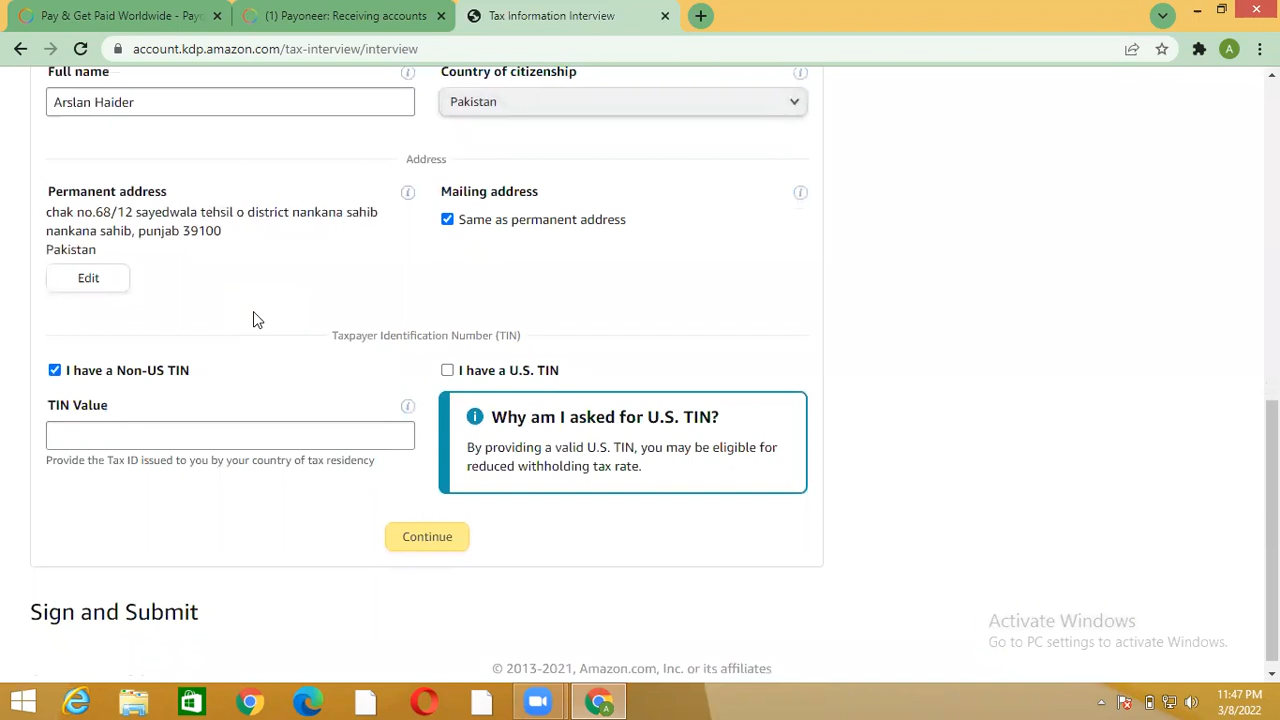 Pay & Get Paid Worldwide - Payo
(1) Payoneer: Receiving accounts
Tax Information Interview
account.kdp.amazon.com/tax-interview/interview
A
Full name
Country of citizenship
Arslan Haider
Pakistan
Address
Permanent address
Mailing address
chak no.68/12 sayedwala tehsil o district nankana sahib
nankana sahib, punjab 39100
Pakistan
Same as permanent address
Edit
Taxpayer Identification Number (TIN)
I have a Non-US TIN
I have a U.S. TIN
TIN Value
Why am I asked for U.S. TIN?
By providing a valid U.S. TIN, you may be eligible for
reduced withholding tax rate.
Provide the Tax ID issued to you by your country of tax residency
Continue
Sign and Submit
Activate Windows
Go to PC settings to activate Windows.
© 2013-2021, Amazon.com, Inc. or its affiliates
11:47 PM
3/8/2022